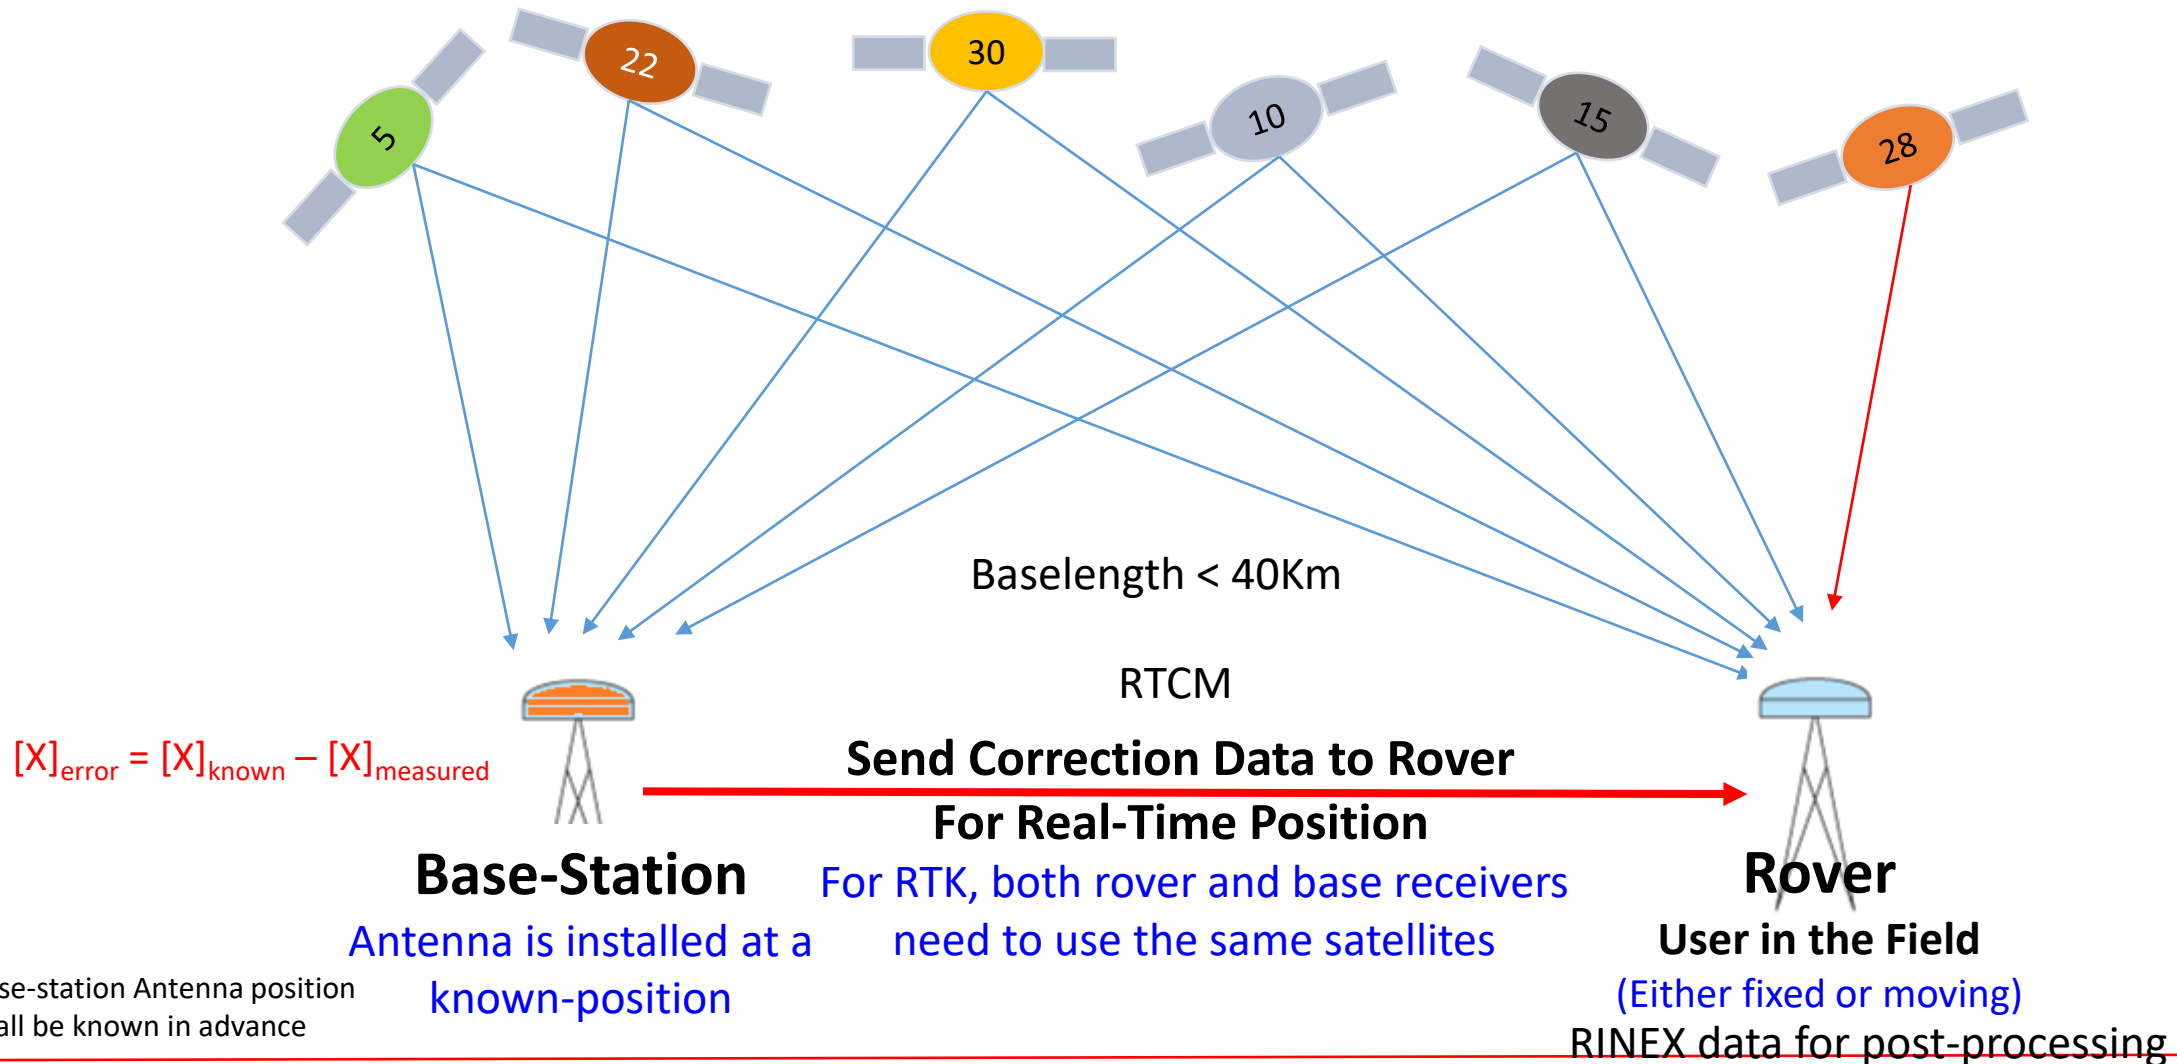 5
22
30
10
15
28
Baselength < 40Km
RTCM
[X]error = [X]known – [X]measured
Send Correction Data to Rover
For Real-Time Position
Base-Station
Antenna is installed at a
known-position
For RTK, both rover and base receivers
need to use the same satellites
Rover
User in the Field
(Either fixed or moving)
RINEX data for post-processing
se-station Antenna position
all be known in advance